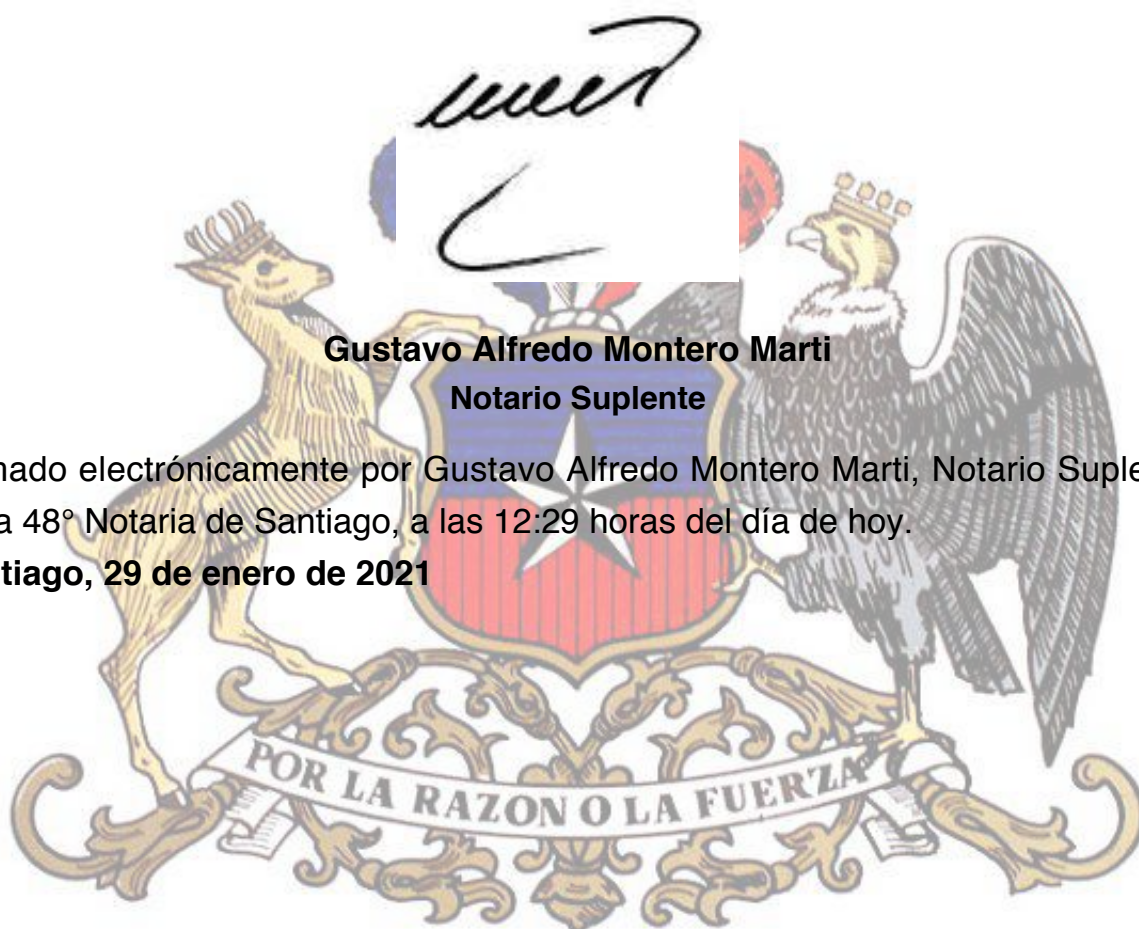 Gustavo Alfredo Montero Marti
Notario Suplente
nado electrónicamente por Gustavo Alfredo Montero Marti, Notario Suple
a 48° Notaria de Santiago, a las 12:29 horas del día de hoy.
tiago, 29 de enero de 2021
POR LA RAZON O LA FUERZA